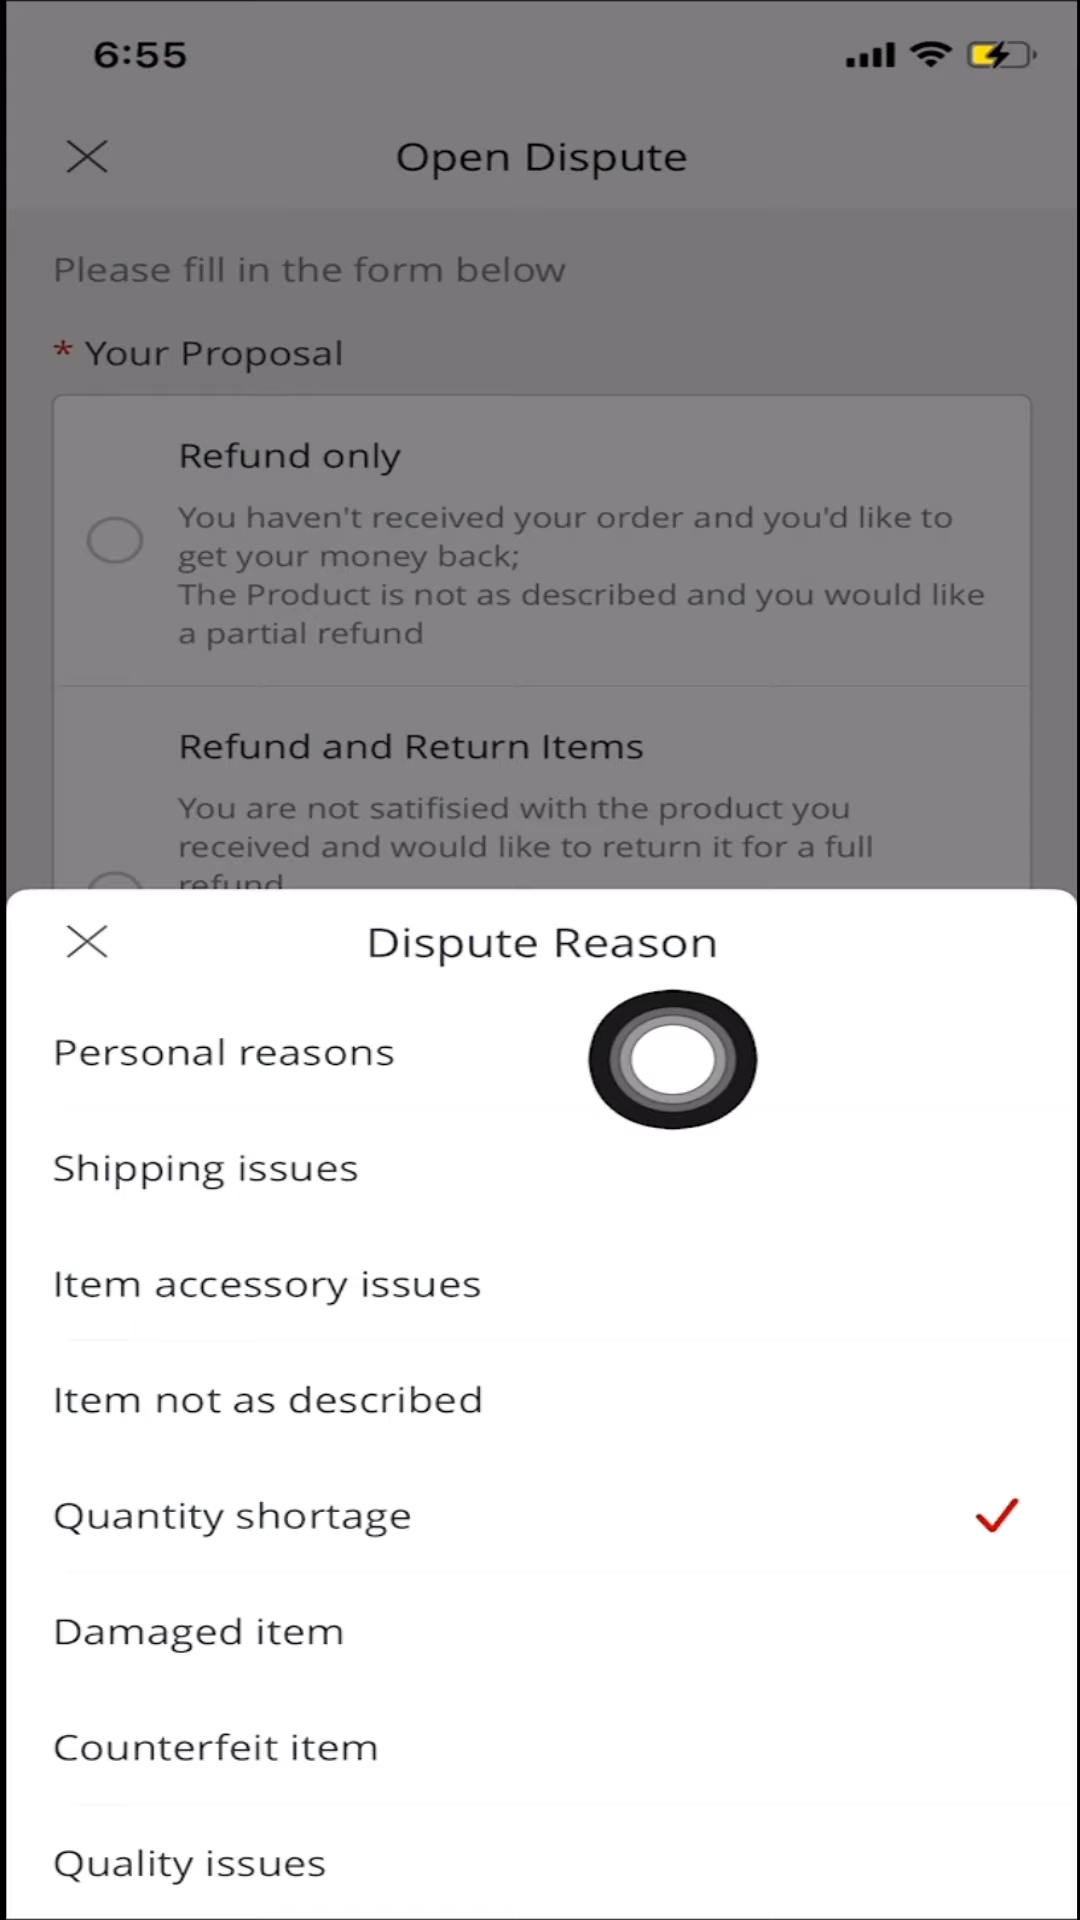 6:55
Open Dispute
Please fill in the form below
* Your Proposal
Refund only
You haven't received your order and you'd like to
get your money back;
The Product is not as described and you would like
a partial refund
Refund and Return Items
You are not satifisied with the product you
received and would like to return it for a full
refund
Dispute Reason
Personal reasons
Shipping issues
Item accessory issues
Item not as described
Quantity shortage
Damaged item
Counterfeit item
Quality issues